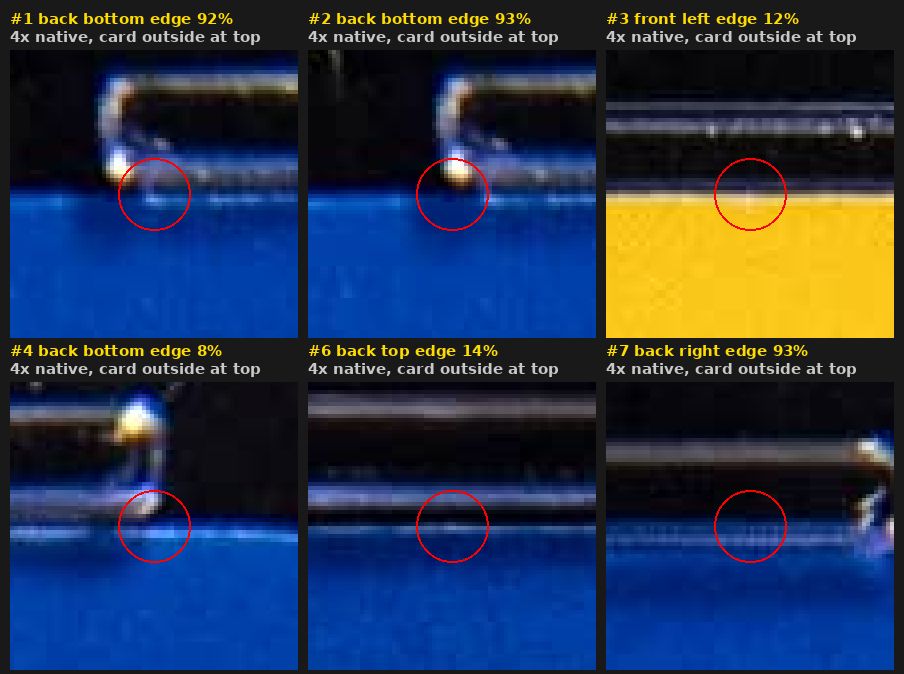 #1 back bottom edge 92%
4x native, card outside at top
#2 back bottom edge 93%
4x native, card outside at top
#3 front left edge 12%
4x native, card outside at top
#4 back bottom edge 8%
4x native, card outside at top
#6 back top edge 14%
4x native, card outside at top
#7 back right edge 93%
4x native, card outside at top